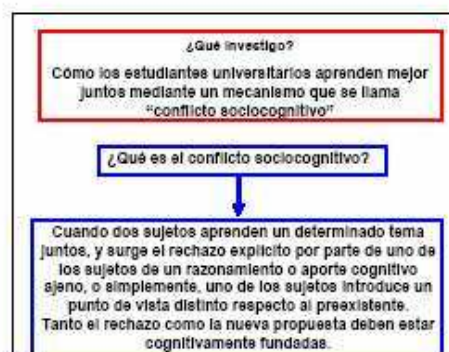 ¿Qué investigo?
Cómo los estudiantes universitarios aprenden mejor
juntos mediante un mecanismo que se llama
“conflicto sociocognitivo”
¿Qué es el conflicto sociocognitivo?
Cuando dos sujetos aprenden un determinado tema
juntos, y surge el rechazo explícito por parte de uno de
los sujetos de un razonamiento o aporte cognitivo
ajeno, o simplemente, uno de los sujetos introduce un
punto de vista distinto respecto al preexistente.
Tanto el rechazo como la nueva propuesta deben estar
cognitivamente fundadas.